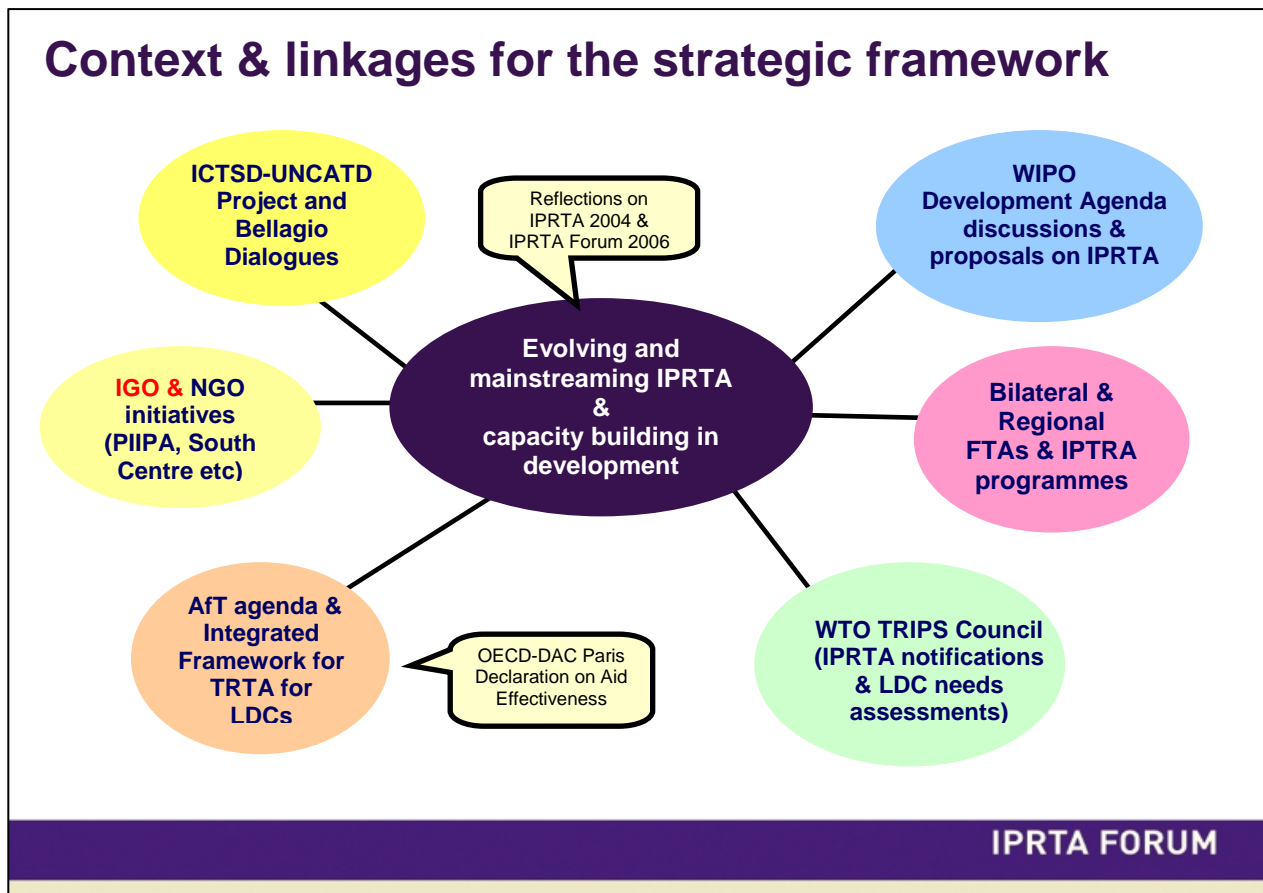 Context & linkages for the strategic framework
ICTSD-UNCATD
Project and
Bellagio
Dialogues
Reflections on
IPRTA 2004 &
IPRTA Forum 2006
WIPO
Development Agenda
discussions &
proposals on IPRTA
Evolving and
mainstreaming IPRTA
&
capacity building in
development
IGO & NGO
initiatives
(PIIPA, South
Centre etc)
Bilateral &
Regional
FTAs & IPTRA
programmes
AfT agenda &
Integrated
Framework for
TRTA for
LDCs
OECD-DAC Paris
Declaration on Aid
Effectiveness
WTO TRIPS Council
(IPRTA notifications
& LDC needs
assessments)
IPRTA FORUM